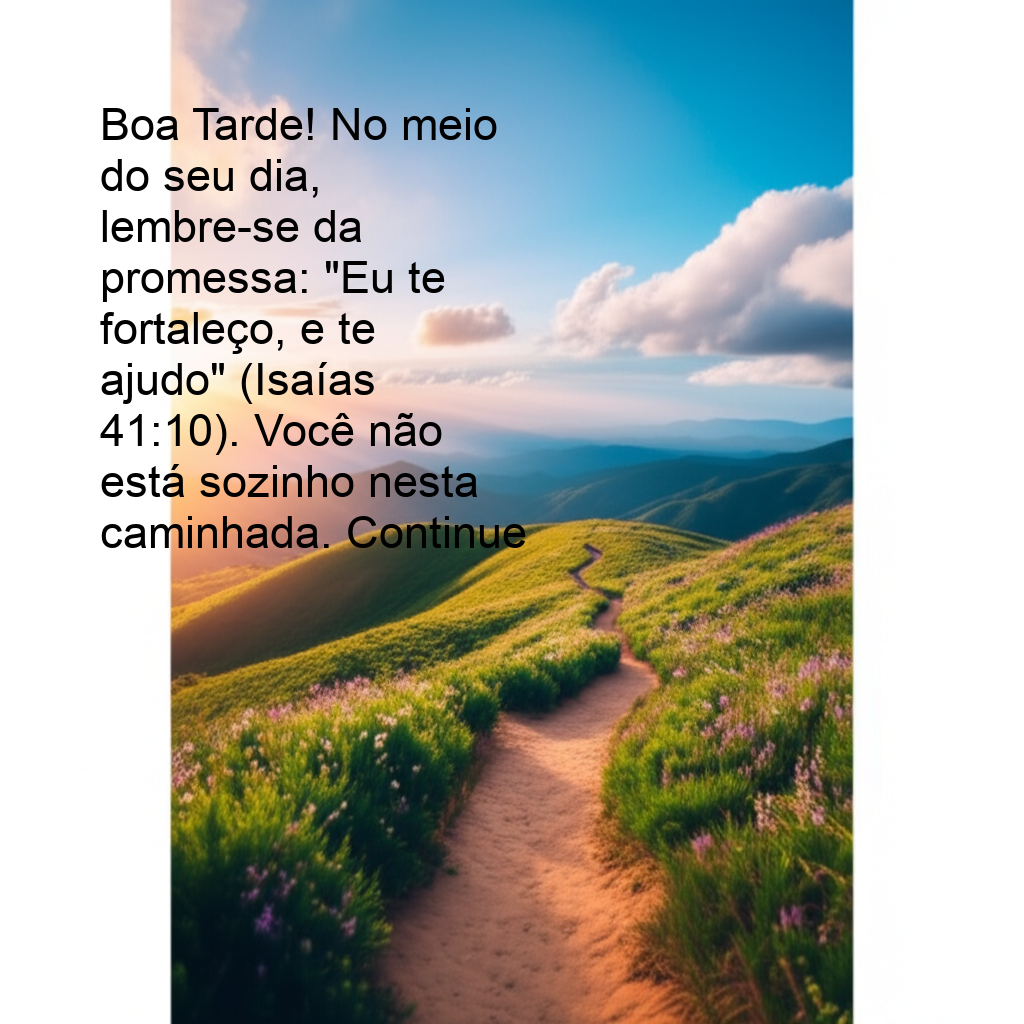 Boa Tarde! No meio
do seu dia,
lembre-se da
promessa: "Eu te
fortaleço, e te
ajudo" (Isaías
41:10). Você não
está sozinho nesta
caminhada. Continue